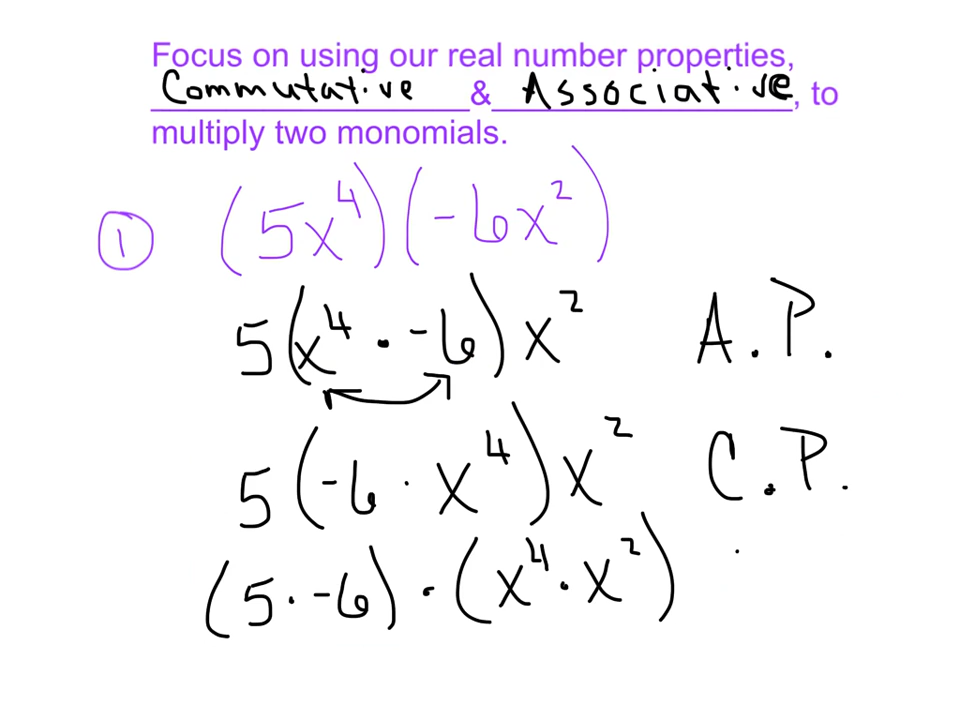 Focus on using our real number properties,
Commutative & Associative, to
multiply two monomials.
① (5x⁴)(-6x²)
5(x⁴ · -6)x² A.P.
5(-6 · x⁴)x² C.P.
(5 · -6) · (x⁴ · x²)